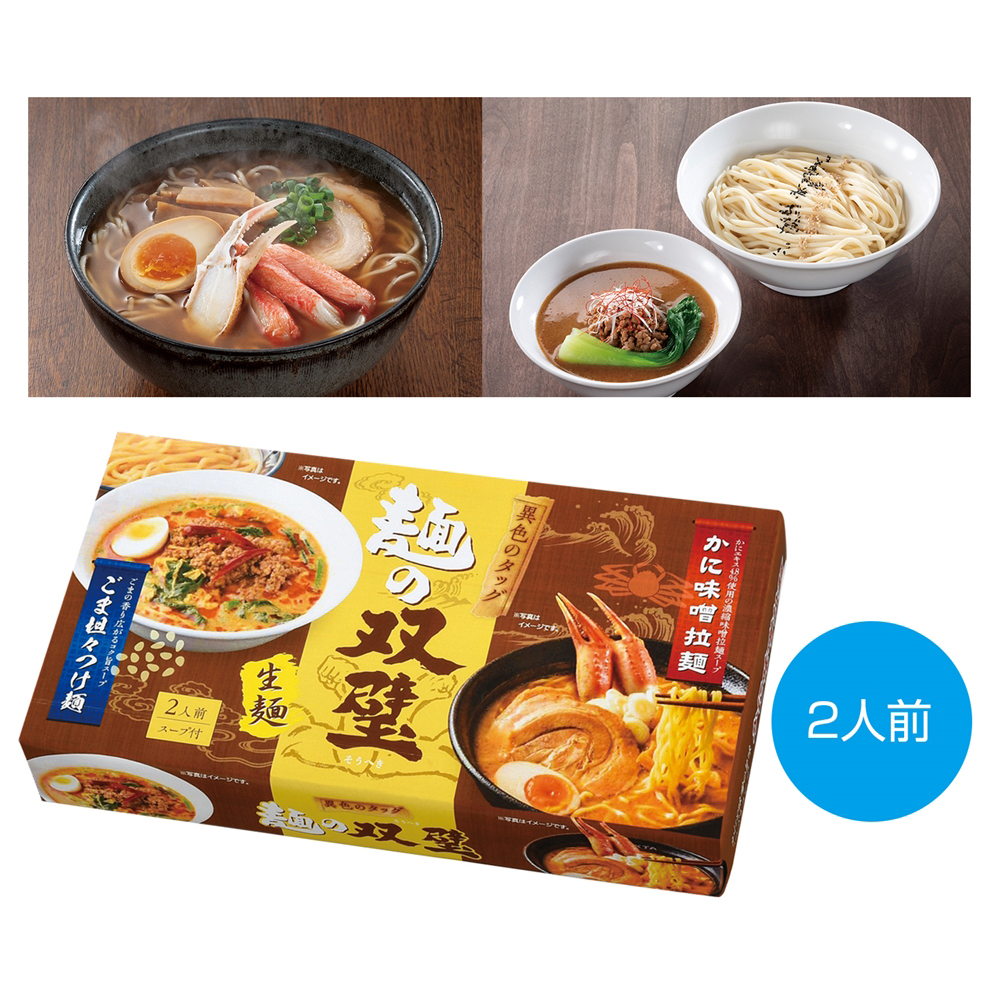 ※写真は
イメージです。
麺の
双璧
そうへき
異色のタッグ
生麺
ごまの香り広がるコク旨スープ
ごま坦々つけ麺
2人前
スープ付
かにエキス4.8%使用の濃縮味噌拉麺スープ
かに味噌拉麺
※写真は
イメージです。
※写真はイメージです。
異色のタッグ
麺の双璧
※写真はイメージです。
2人前